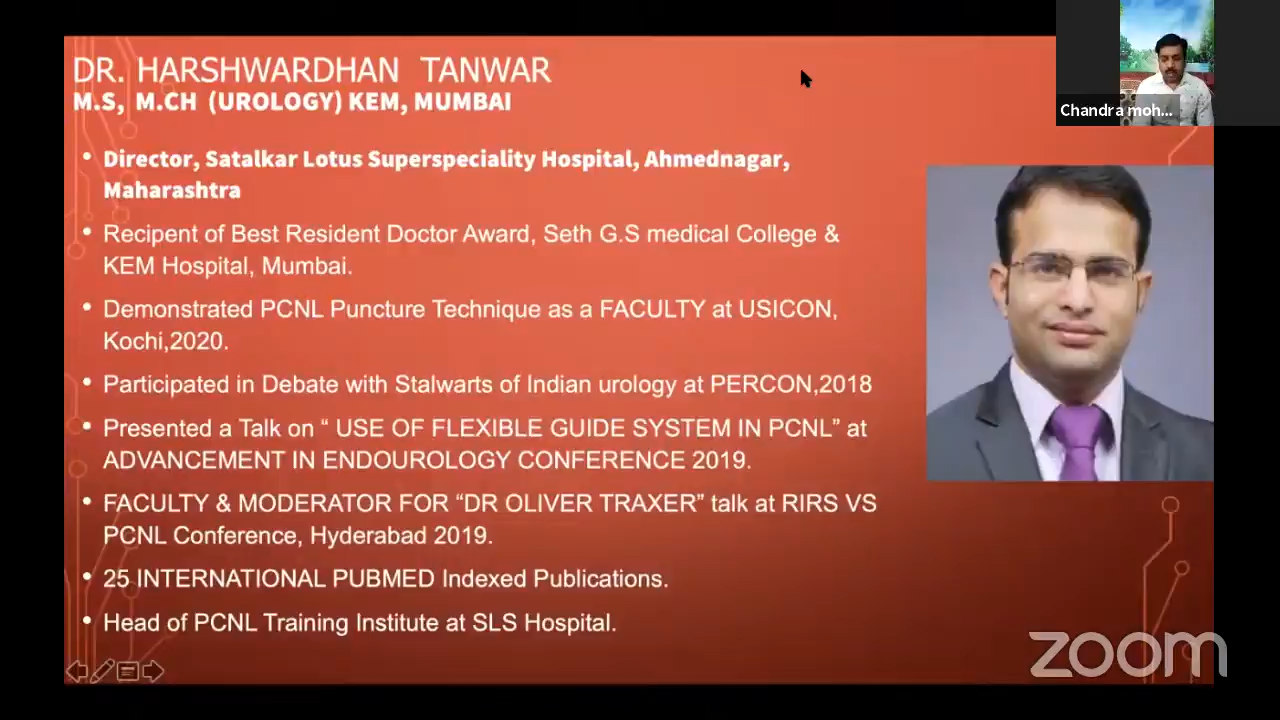 DR. HARSHWARDHAN TANWAR
M.S, M.CH (UROLOGY) KEM, MUMBAI
• Director, Satalkar Lotus Superspeciality Hospital, Ahmednagar,
Maharashtra
• Recipent of Best Resident Doctor Award, Seth G.S medical College &
KEM Hospital, Mumbai.
• Demonstrated PCNL Puncture Technique as a FACULTY at USICON,
Kochi,2020.
• Participated in Debate with Stalwarts of Indian urology at PERCON,2018
• Presented a Talk on “ USE OF FLEXIBLE GUIDE SYSTEM IN PCNL” at
ADVANCEMENT IN ENDOUROLOGY CONFERENCE 2019.
• FACULTY & MODERATOR FOR “DR OLIVER TRAXER” talk at RIRS VS
PCNL Conference, Hyderabad 2019.
• 25 INTERNATIONAL PUBMED Indexed Publications.
• Head of PCNL Training Institute at SLS Hospital.
Chandra moh...
zoom